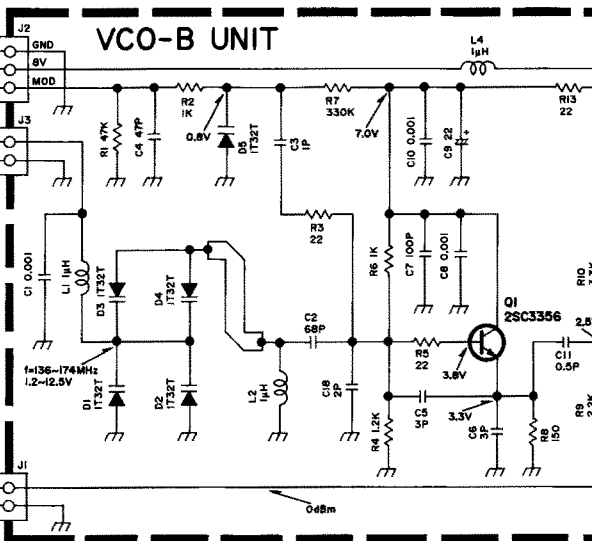 VCO-B UNIT
J2
GND
8V
MOD
J3
R1 47K
C4 47P
R2
1K
0.8V
D5
1T32T
C3
1P
R7
330K
7.0V
L4
1μH
C10 0.001
C9 22
+
R13
22
R3
22
C1 0.001
L1 1μH
D3 1T32T
D4
1T32T
R6 1K
C7 100P
C8 0.001
Q1
2SC3356
R10
C2
68P
f=136~174MHz
1.2~12.5V
D1
1T32T
D2
1T32T
L2
1μH
C18
2P
R5
22
3.8V
C11
0.5P
R4 1.2K
C5
3P
3.3V
C6
3P
R8
150
R9
J1
0dBm